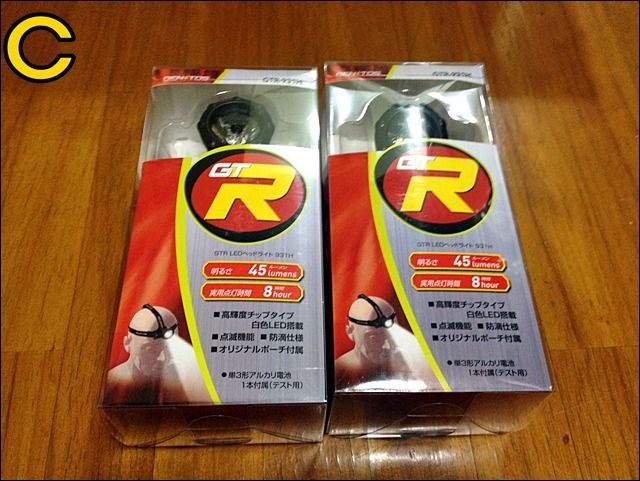 C
GENTOS
GTR-931H
GT
R
GTR LEDヘッドライト 931H
明るさ 45 ルーメン lumens
実用点灯時間 8 時間 hour
■高輝度チップタイプ
白色LED搭載
■点滅機能 ■防滴仕様
■オリジナルポーチ付属
●単3形アルカリ電池
1本付属(テスト用)
GENTOS
GTR-931H
GT
R
GTR LEDヘッドライト 931H
明るさ 45 ルーメン lumens
実用点灯時間 8 時間 hour
■高輝度チップタイプ
白色LED搭載
■点滅機能 ■防滴仕様
■オリジナルポーチ付属
●単3形アルカリ電池
1本付属(テスト用)